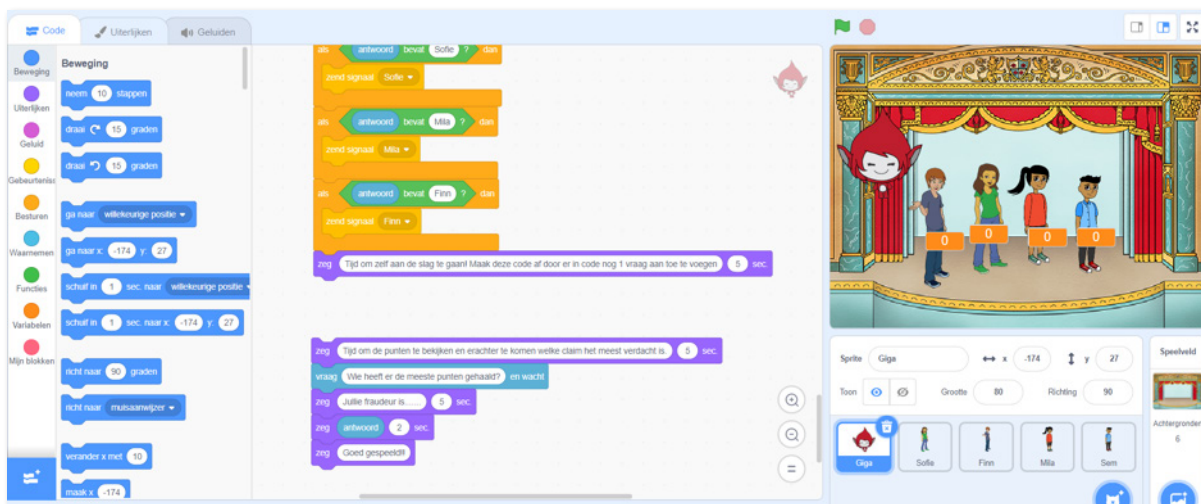 Code
Uiterlijken
Geluiden
Beweging
Beweging
neem 10 stappen
Uiterlijken
draai 15 graden
Geluid
draai 15 graden
Gebeurtenis
Besturen
ga naar willekeurige positie
Waarnemen
ga naar x: -174 y: 27
Functies
schuif in 1 sec. naar willekeurige positie
Variabelen
schuif in 1 sec. naar x: -174 y: 27
Mijn blokken
richt naar 90 graden
richt naar muisaanwijzer
verander x met 10
maak x -174
als antwoord bevat Sofie ? dan
zend signaal Sofie
als antwoord bevat Mila ? dan
zend signaal Mila
als antwoord bevat Finn ? dan
zend signaal Finn
zeg Tijd om zelf aan de slag te gaan! Maak deze code af door er in code nog 1 vraag aan toe te voegen 5 sec.
zeg Tijd om de punten te bekijken en erachter te komen welke claim het meest verdacht is. 5 sec.
vraag Wie heeft er de meeste punten gehaald? en wacht
zeg Jullie fraudeur is...... 5 sec.
zeg antwoord 2 sec.
zeg Goed gespeeld!!!
0 0 0 0
Sprite Giga x -174 y 27
Toon Grootte 80 Richting 90
Giga Sofie Finn Mila Sem
Speelveld
Achtergronden
6